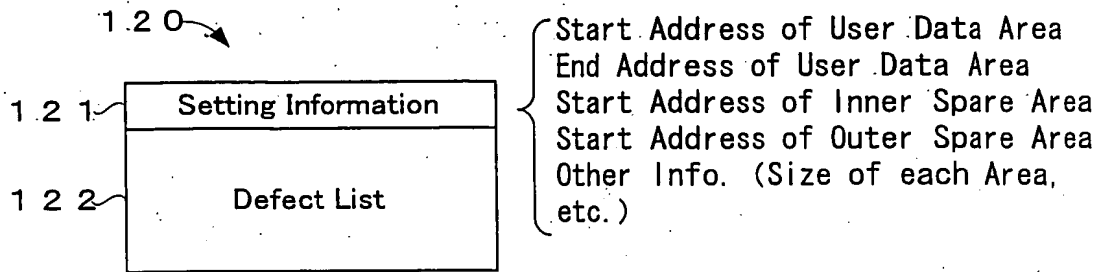 120
Start Address of User Data Area
End Address of User Data Area
121 Setting Information
Start Address of Inner Spare Area
Start Address of Outer Spare Area
Other Info. (Size of each Area,
etc.)
122 Defect List